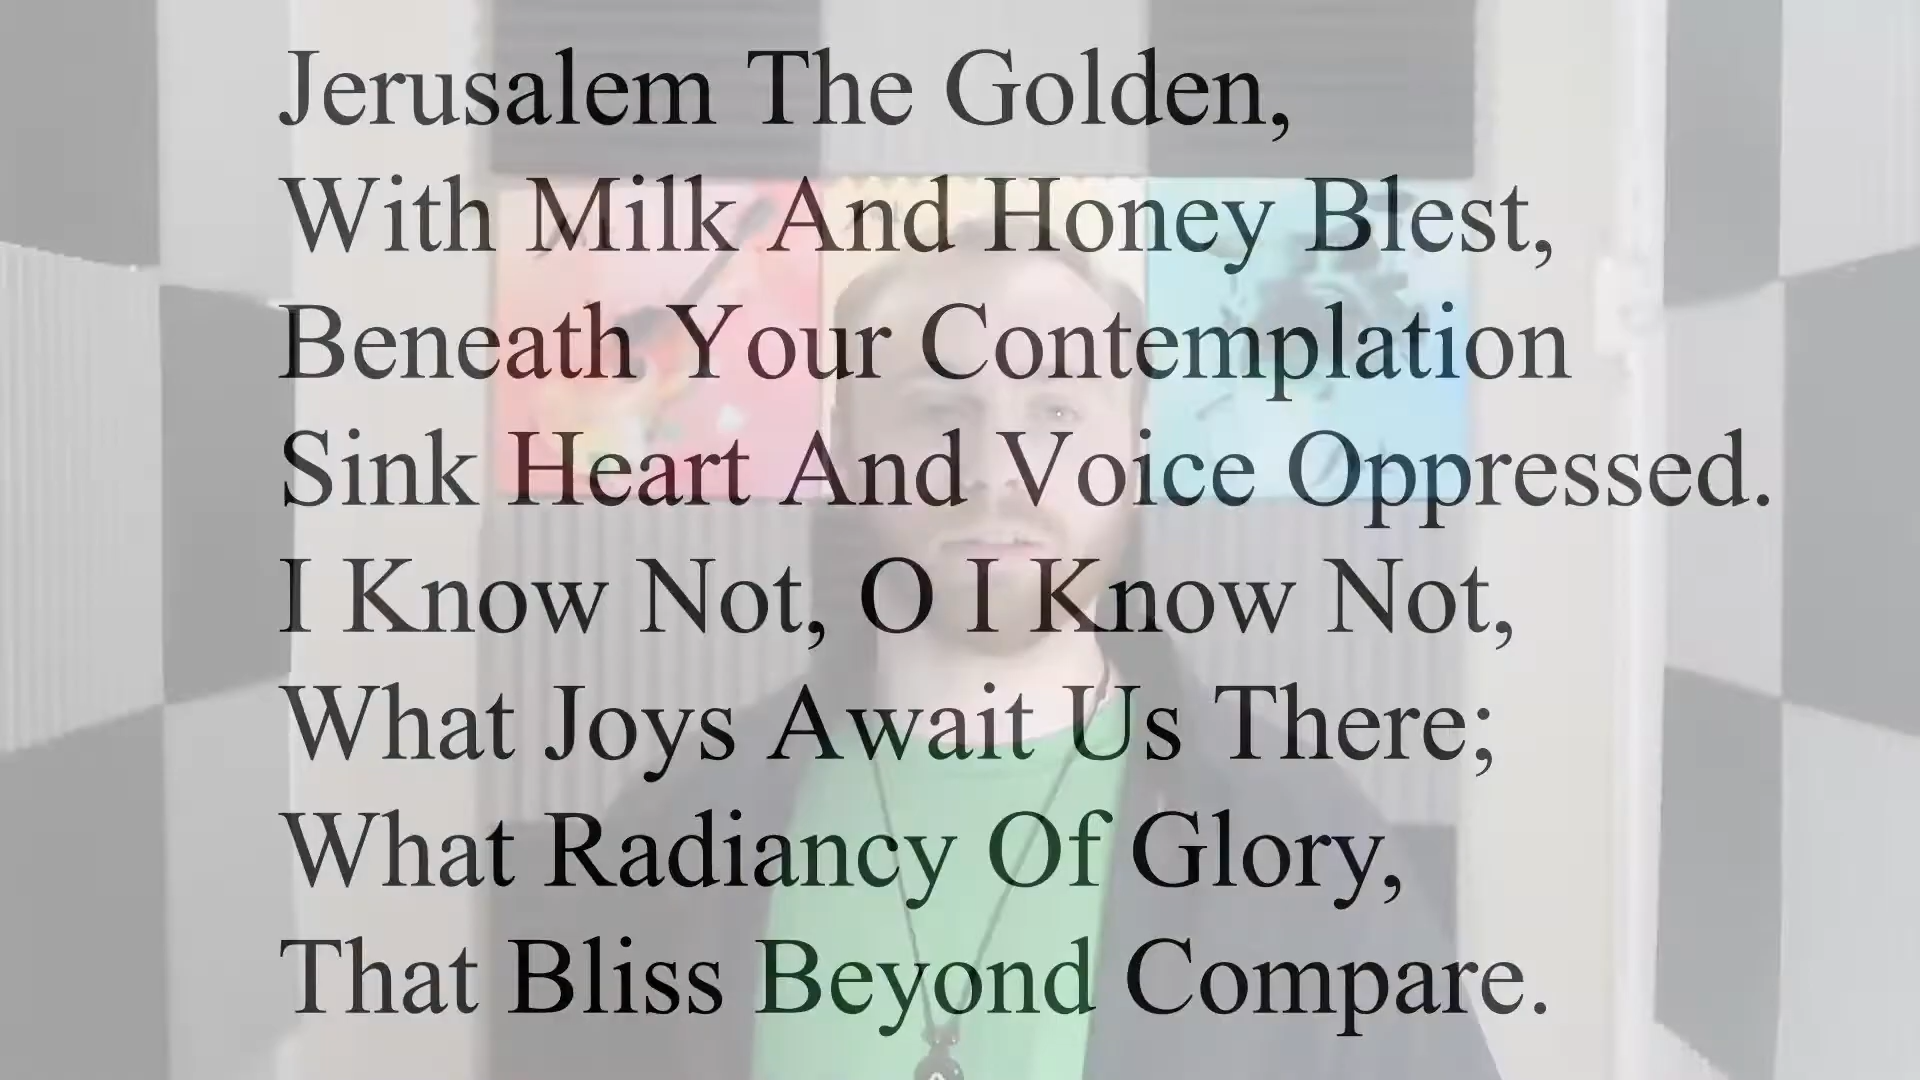 Jerusalem The Golden,
With Milk And Honey Blest,
Beneath Your Contemplation
Sink Heart And Voice Oppressed.
I Know Not, O I Know Not,
What Joys Await Us There;
What Radiancy Of Glory,
That Bliss Beyond Compare.